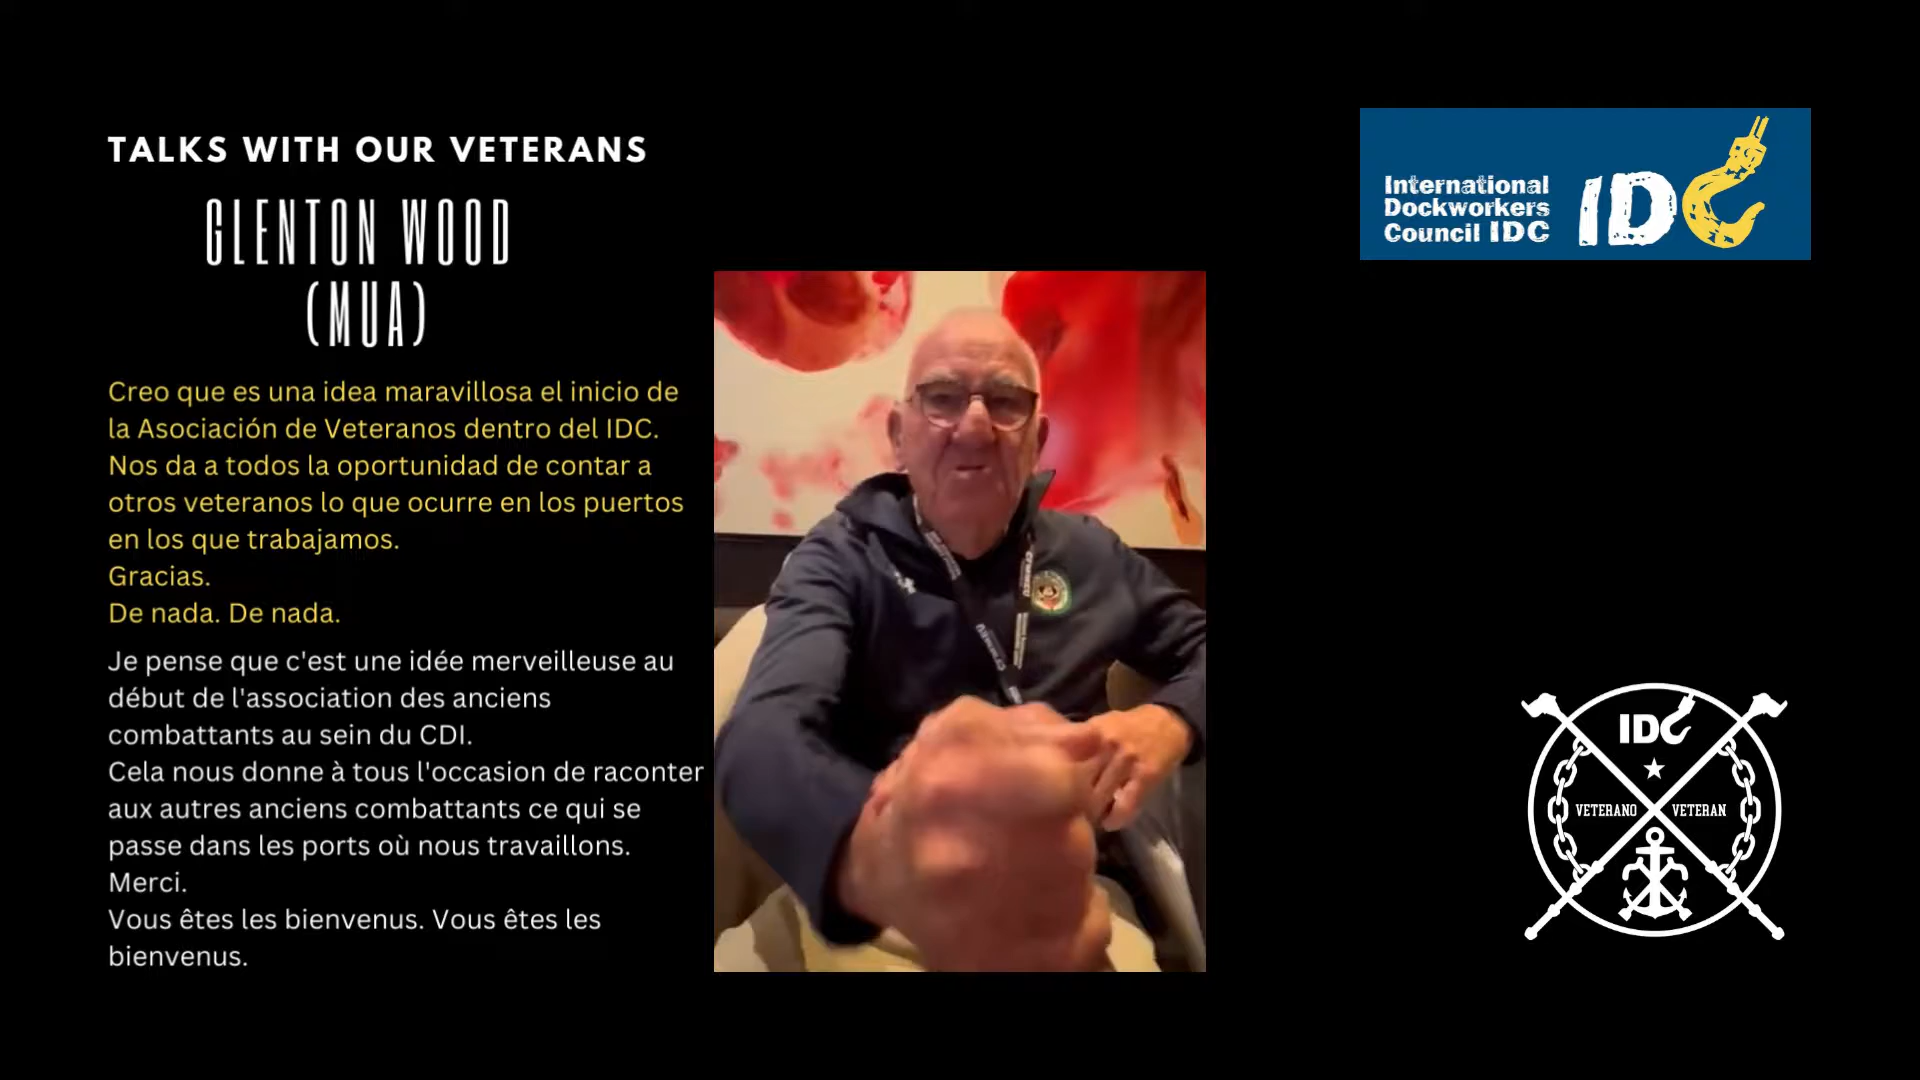 TALKS WITH OUR VETERANS
GLENTON WOOD
(MUA)
Creo que es una idea maravillosa el inicio de
la Asociación de Veteranos dentro del IDC.
Nos da a todos la oportunidad de contar a
otros veteranos lo que ocurre en los puertos
en los que trabajamos.
Gracias.
De nada. De nada.
Je pense que c'est une idée merveilleuse au
début de l'association des anciens
combattants au sein du CDI.
Cela nous donne à tous l'occasion de raconter
aux autres anciens combattants ce qui se
passe dans les ports où nous travaillons.
Merci.
Vous êtes les bienvenus. Vous êtes les
bienvenus.
International
Dockworkers
Council IDC
IDC
IDC
VETERANO VETERAN